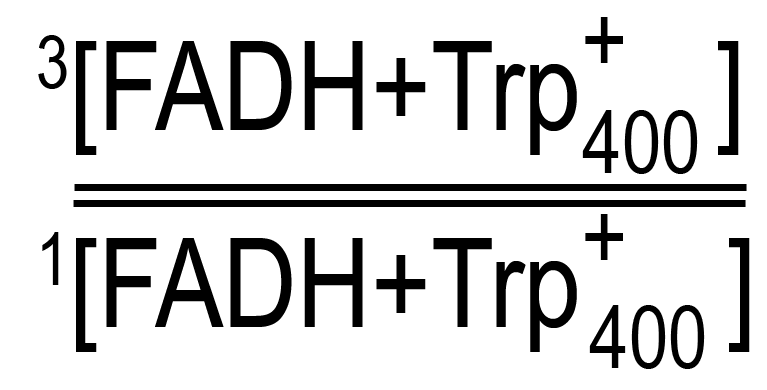 ³[FADH+Trp⁺₄₀₀ ]
¹[FADH+Trp⁺₄₀₀ ]